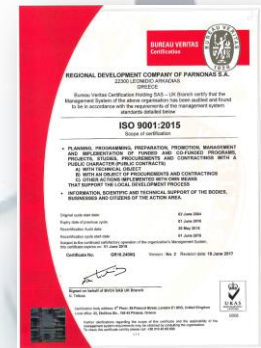 BUREAU VERITAS
Certification
REGIONAL DEVELOPMENT COMPANY OF PARNONAS S.A.
22300 LEONIDIO ARKADIAS
GREECE
Bureau Veritas Certification Holding SAS – UK Branch certify that the
Management System of the above organisation has been audited and found
to be in accordance with the requirements of the management system
standards detailed below
ISO 9001:2015
Scope of certification
• PLANNING, PROGRAMMING, PREPARATION, PROMOTION, MANAGEMENT
AND IMPLEMENTATION OF FUNDED AND CO-FUNDED PROGRAMS,
PROJECTS, STUDIES, PROCUREMENTS AND CONTRACTINGS WITH A
PUBLIC CHARACTER (PUBLIC CONTRACTS)
A) WITH TECHNICAL OBJECT
B) WITH AN OBJECT OF PROCUREMENTS AND CONTRACTINGS
C) OTHER ACTIONS IMPLEMENTED WITH OWN MEANS
THAT SUPPORT THE LOCAL DEVELOPMENT PROCESS
• INFORMATION, SCIENTIFIC AND TECHNICAL SUPPORT OF THE BODIES,
BUSINESSES AND CITIZENS OF THE ACTION AREA.
Original cycle start date: 02 June 2004
Expiry date of previous cycle: 01 June 2016
Recertification Audit date:
Recertification cycle start date:
Subject to the continued satisfactory operation of the organization's Management System,
this certificate expires on: 01 June 2019
Certificate No. Version: No. 2 Revision date: 19 June 2017
Signed on behalf of BVCH SAS UK Branch
UKAS
MANAGEMENT
SYSTEMS